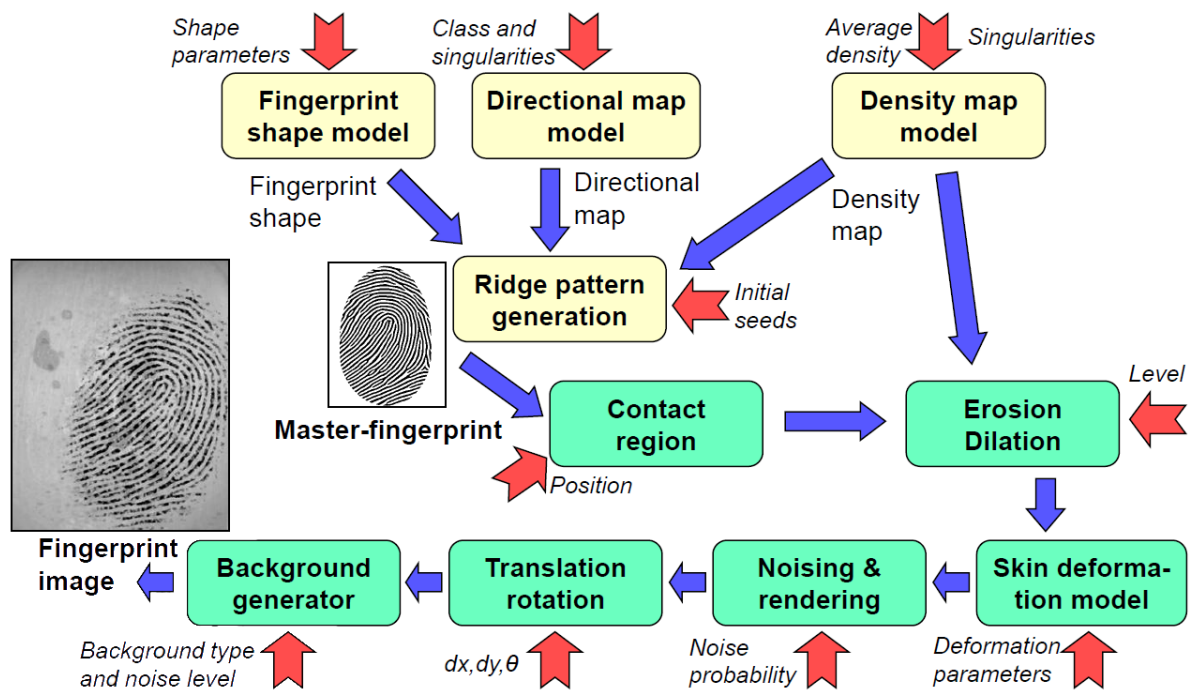 Shape
parameters
Class and
singularities
Average
density
Singularities
Fingerprint
shape model
Directional map
model
Density map
model
Fingerprint
shape
Directional
map
Density
map
Ridge pattern
generation
Initial
seeds
Master-fingerprint
Contact
region
Position
Erosion
Dilation
Level
Fingerprint
image
Background
generator
Translation
rotation
Noising &
rendering
Skin deforma-
tion model
Background type
and noise level
dx,dy,θ
Noise
probability
Deformation
parameters